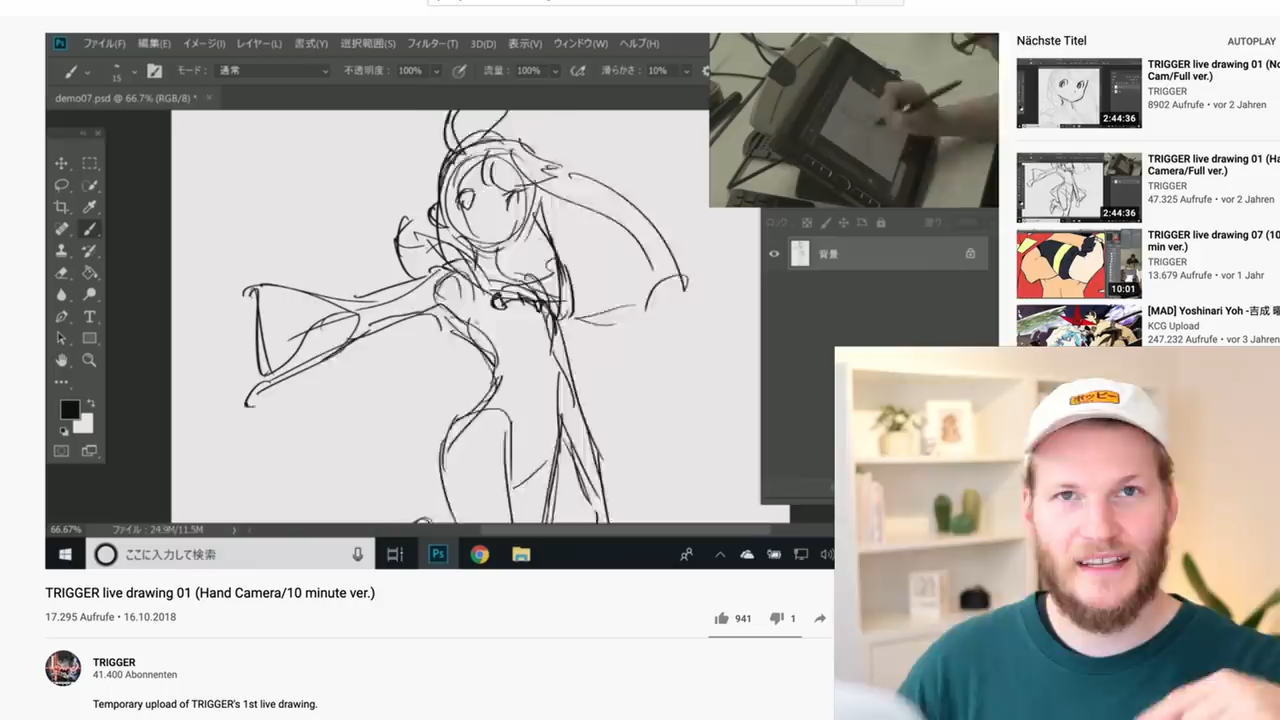 ファイル(F) 編集(E) イメージ(I) レイヤー(L) 書式(Y) 選択範囲(S) フィルター(T) 3D(D) 表示(V) ウィンドウ(W) ヘルプ(H)
15 モード: 通常 不透明度: 100% 流量: 100% 滑らかさ: 10%
demo07.psd @ 66.7% (RGB/8) *
ロック:
背景
66.67% ファイル : 24.9M/11.5M
ここに入力して検索
TRIGGER live drawing 01 (Hand Camera/10 minute ver.)
17.295 Aufrufe • 16.10.2018
941 1
TRIGGER
41.400 Abonnenten
Temporary upload of TRIGGER's 1st live drawing.
Nächste Titel AUTOPLAY
TRIGGER live drawing 01 (No
Cam/Full ver.)
TRIGGER
8902 Aufrufe • vor 2 Jahren
2:44:36
TRIGGER live drawing 01 (Ha
Camera/Full ver.)
TRIGGER
47.325 Aufrufe • vor 2 Jahren
2:44:36
TRIGGER live drawing 07 (10
min ver.)
TRIGGER
13.679 Aufrufe • vor 1 Jahr
10:01
[MAD] Yoshinari Yoh -吉成 曜
KCG Upload
247.232 Aufrufe • vor 3 Jahren
ホッピー